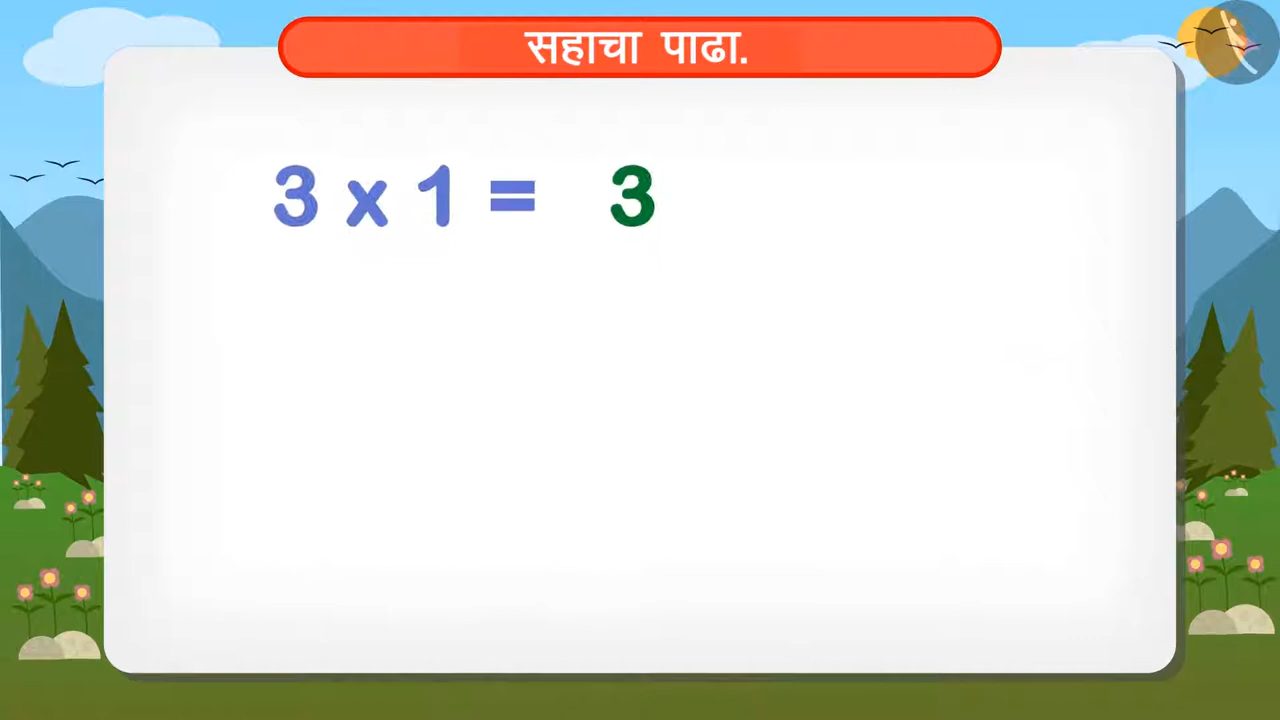 सहाचा पाढा.
3 x 1 = 3